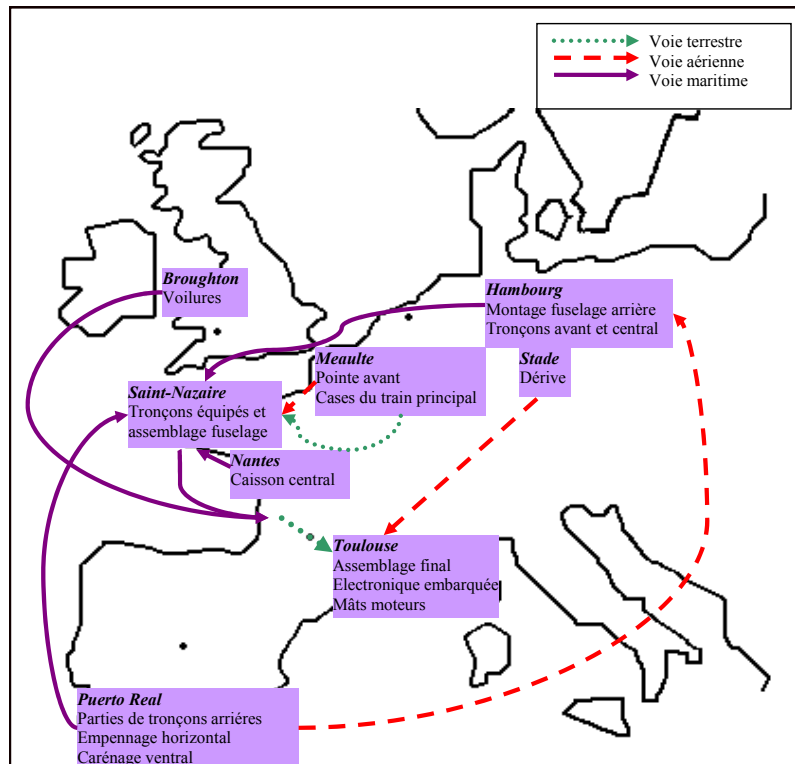 Voie terrestre
Voie aérienne
Voie maritime
Broughton
Voilures
Hambourg
Montage fuselage arrière
Tronçons avant et central
Meaulte
Pointe avant
Cases du train principal
Stade
Dérive
Saint-Nazaire
Tronçons équipés et
assemblage fuselage
Nantes
Caisson central
Toulouse
Assemblage final
Electronique embarquée
Mâts moteurs
Puerto Real
Parties de tronçons arriéres
Empennage horizontal
Carénage ventral